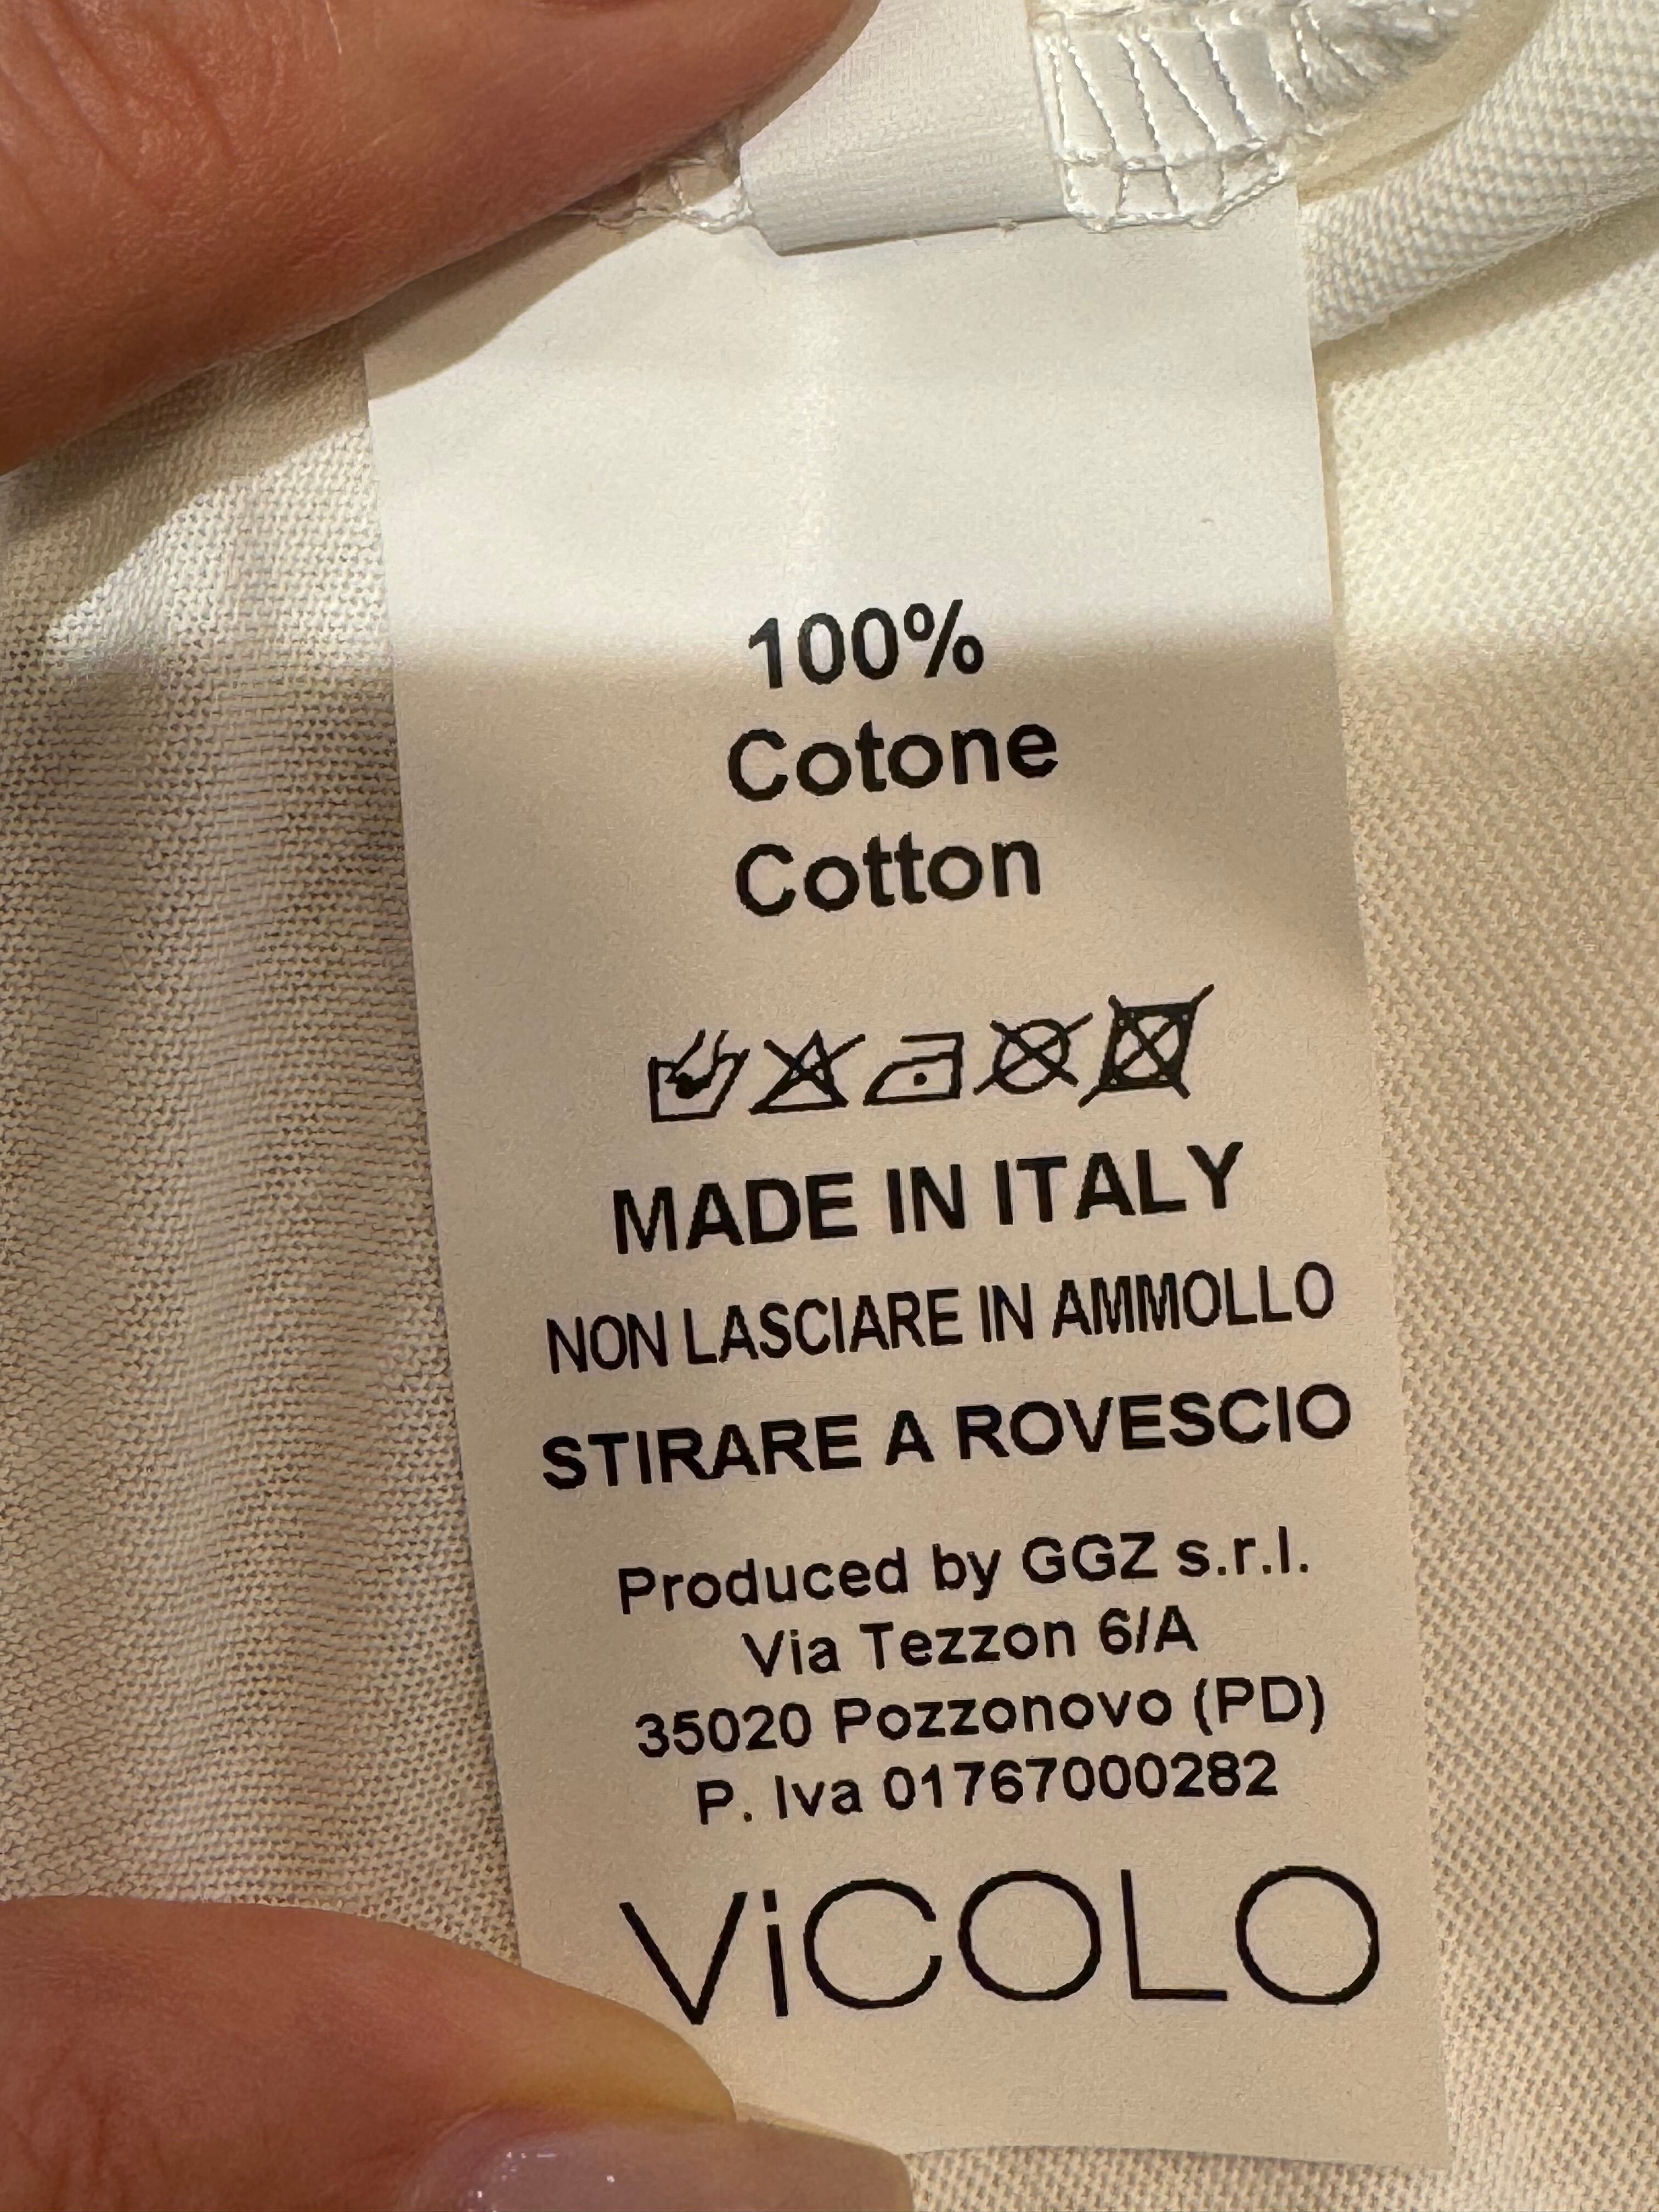 100%
Cotone
Cotton
MADE IN ITALY
NON LASCIARE IN AMMOLLO
STIRARE A ROVESCIO
Produced by GGZ s.r.l.
Via Tezzon 6/A
35020 Pozzonovo (PD)
P. Iva 01767000282
ViCOLO